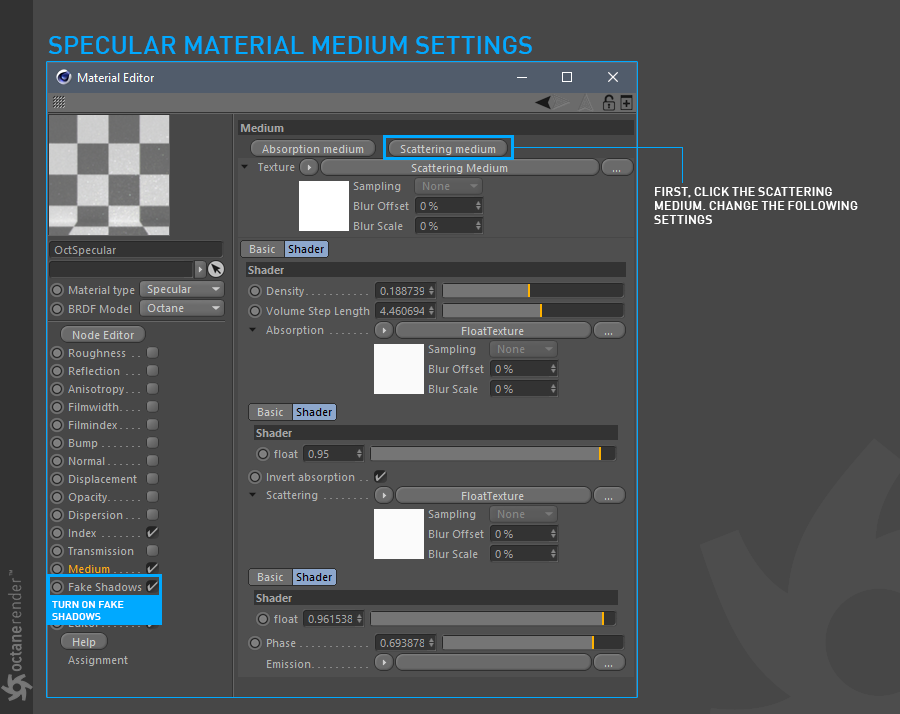 SPECULAR MATERIAL MEDIUM SETTINGS
Material Editor
Medium
Absorption medium
Scattering medium
Texture
Scattering Medium
...
Sampling
None
Blur Offset
0 %
Blur Scale
0 %
FIRST, CLICK THE SCATTERING
MEDIUM. CHANGE THE FOLLOWING
SETTINGS
OctSpecular
Material type
Specular
BRDF Model
Octane
Node Editor
Roughness . .
Reflection . . .
Anisotropy. . .
Filmwidth. . . .
Filmindex. . . .
Bump . . . . . . .
Normal . . . . . .
Displacement
Opacity. . . . . .
Dispersion . . .
Index . . . . . . .
Transmission
Medium . . . . .
Fake Shadows
TURN ON FAKE
SHADOWS
Help
Assignment
Basic
Shader
Shader
Density. . . . . . . . . . .
0.188739
Volume Step Length
4.460694
Absorption . . . . . . .
FloatTexture
...
Sampling
None
Blur Offset
0 %
Blur Scale
0 %
Basic
Shader
Shader
float
0.95
Invert absorption . .
Scattering . . . . . . . .
FloatTexture
...
Sampling
None
Blur Offset
0 %
Blur Scale
0 %
Basic
Shader
Shader
float
0.961538
Phase . . . . . . . . . . . .
0.693878
Emission. . . . . . . . . .
...
octanerender™